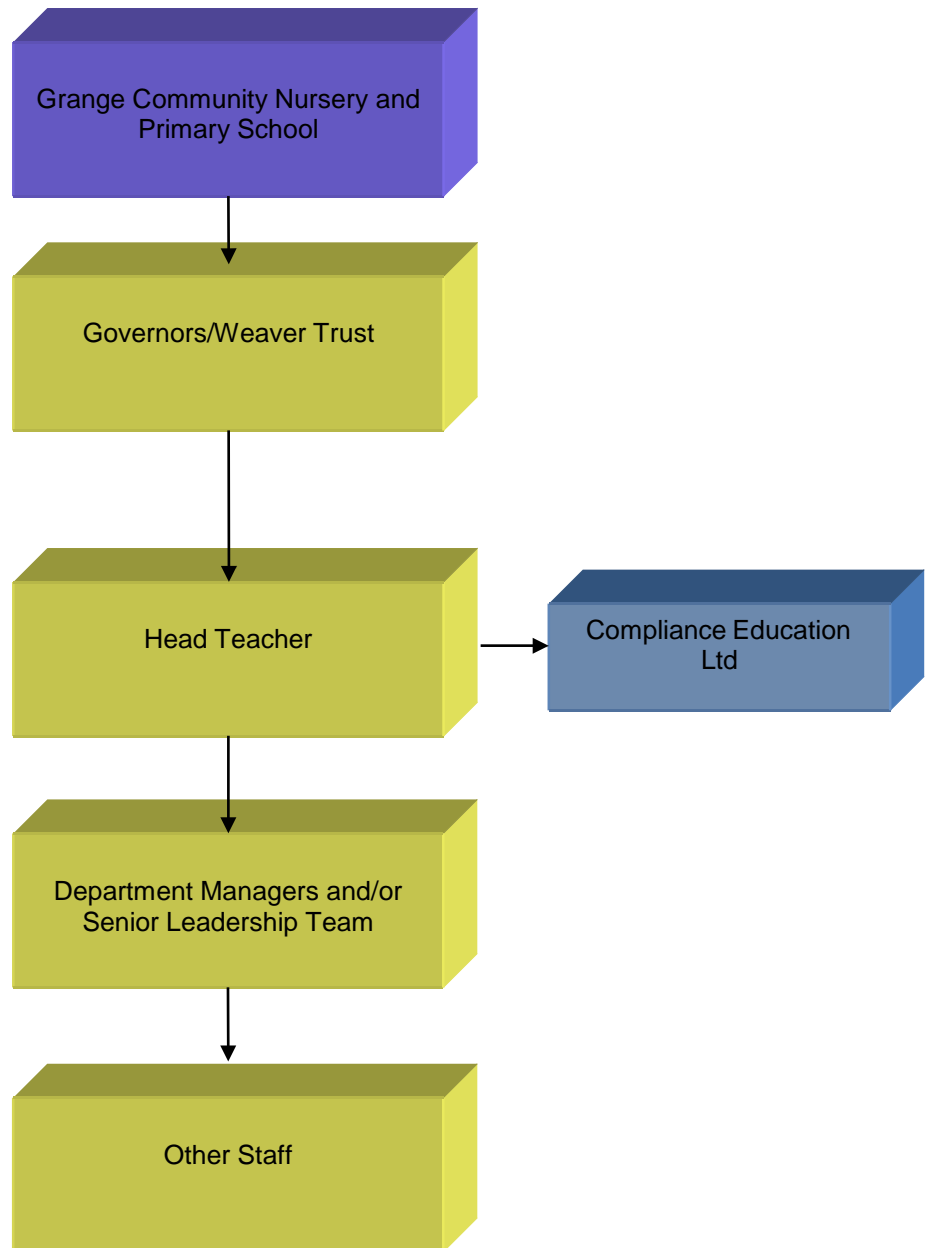 Grange Community Nursery and
Primary School
Governors/Weaver Trust
Head Teacher
Compliance Education
Ltd
Department Managers and/or
Senior Leadership Team
Other Staff